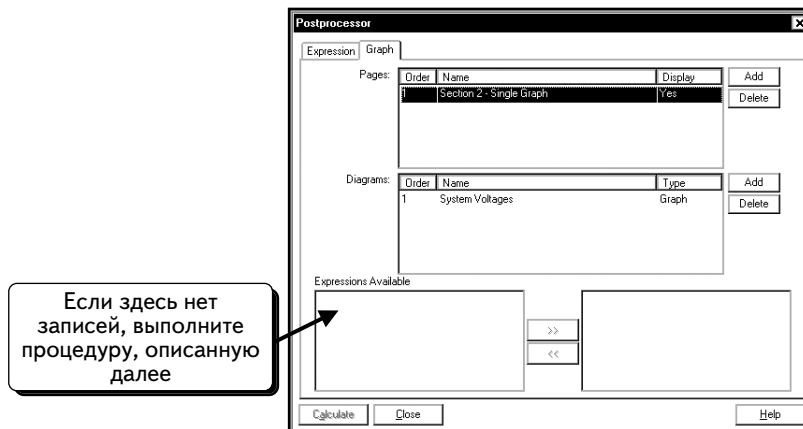 Postprocessor
Expression Graph
Pages:
Order Name Display
1 Section 2 - Single Graph Yes
Add
Delete
Diagrams:
Order Name Type
1 System Voltages Graph
Add
Delete
Expressions Available
>>
<<
Если здесь нет
записей, выполните
процедуру, описанную
далее
Calculate Close Help